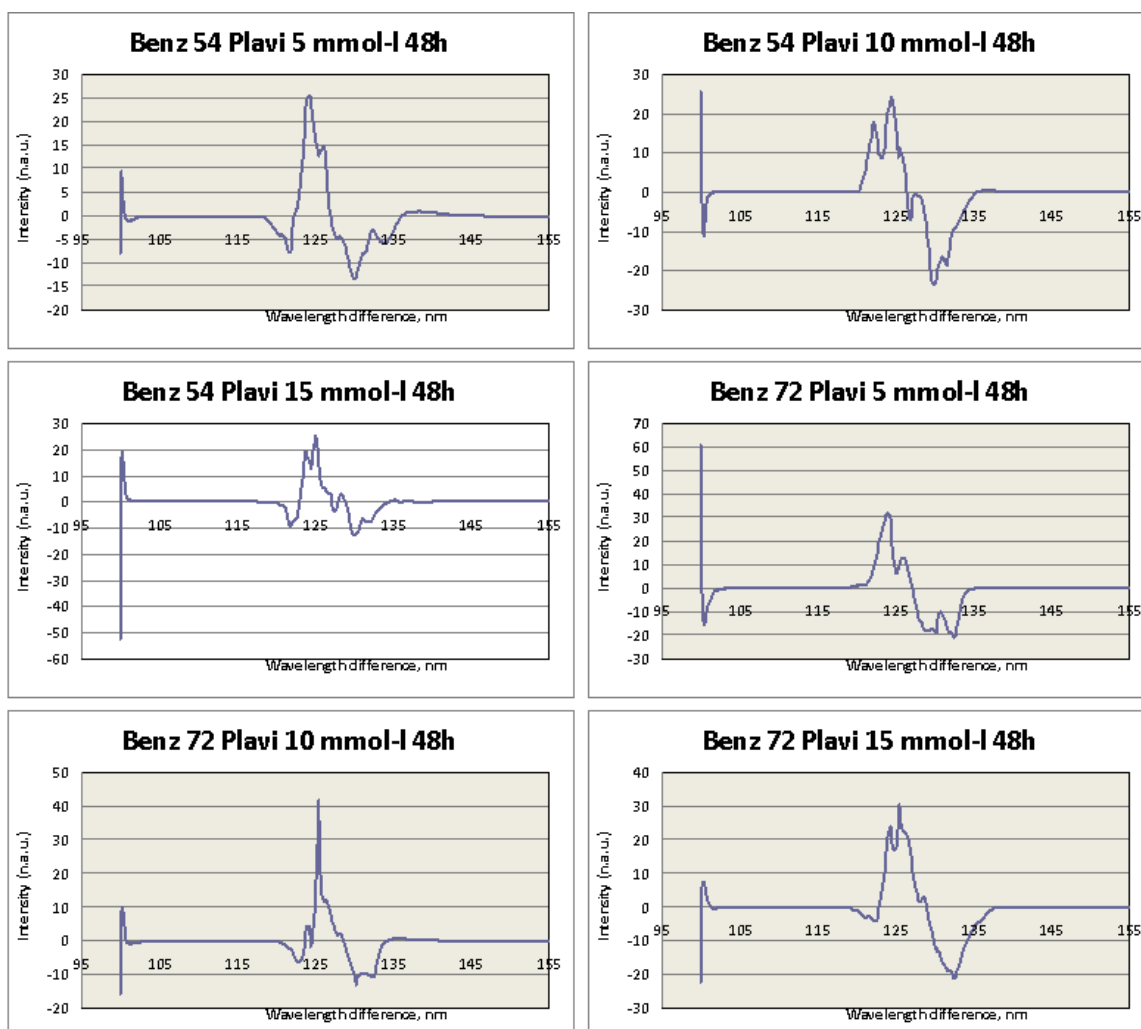 Benz 54 Plavi 5 mmol-l 48h
Intensity (n.a.u.)
30
25
20
15
10
5
0
-5
-10
-15
-20
95 105 115 125 135 145 155
Wavelength difference, nm
Benz 54 Plavi 10 mmol-l 48h
Intensity (n.a.u.)
30
20
10
0
-10
-20
-30
95 105 115 125 135 145 155
Wavelength difference, nm
Benz 54 Plavi 15 mmol-l 48h
Intensity (n.a.u.)
30
20
10
0
-10
-20
-30
-40
-50
-60
95 105 115 125 135 145 155
Wavelength difference, nm
Benz 72 Plavi 5 mmol-l 48h
Intensity (n.a.u.)
70
60
50
40
30
20
10
0
-10
-20
-30
95 105 115 125 135 145 155
Wavelength difference, nm
Benz 72 Plavi 10 mmol-l 48h
Intensity (n.a.u.)
50
40
30
20
10
0
-10
-20
95 105 115 125 135 145 155
Wavelength difference, nm
Benz 72 Plavi 15 mmol-l 48h
Intensity (n.a.u.)
40
30
20
10
0
-10
-20
-30
95 105 115 125 135 145 155
Wavelength difference, nm